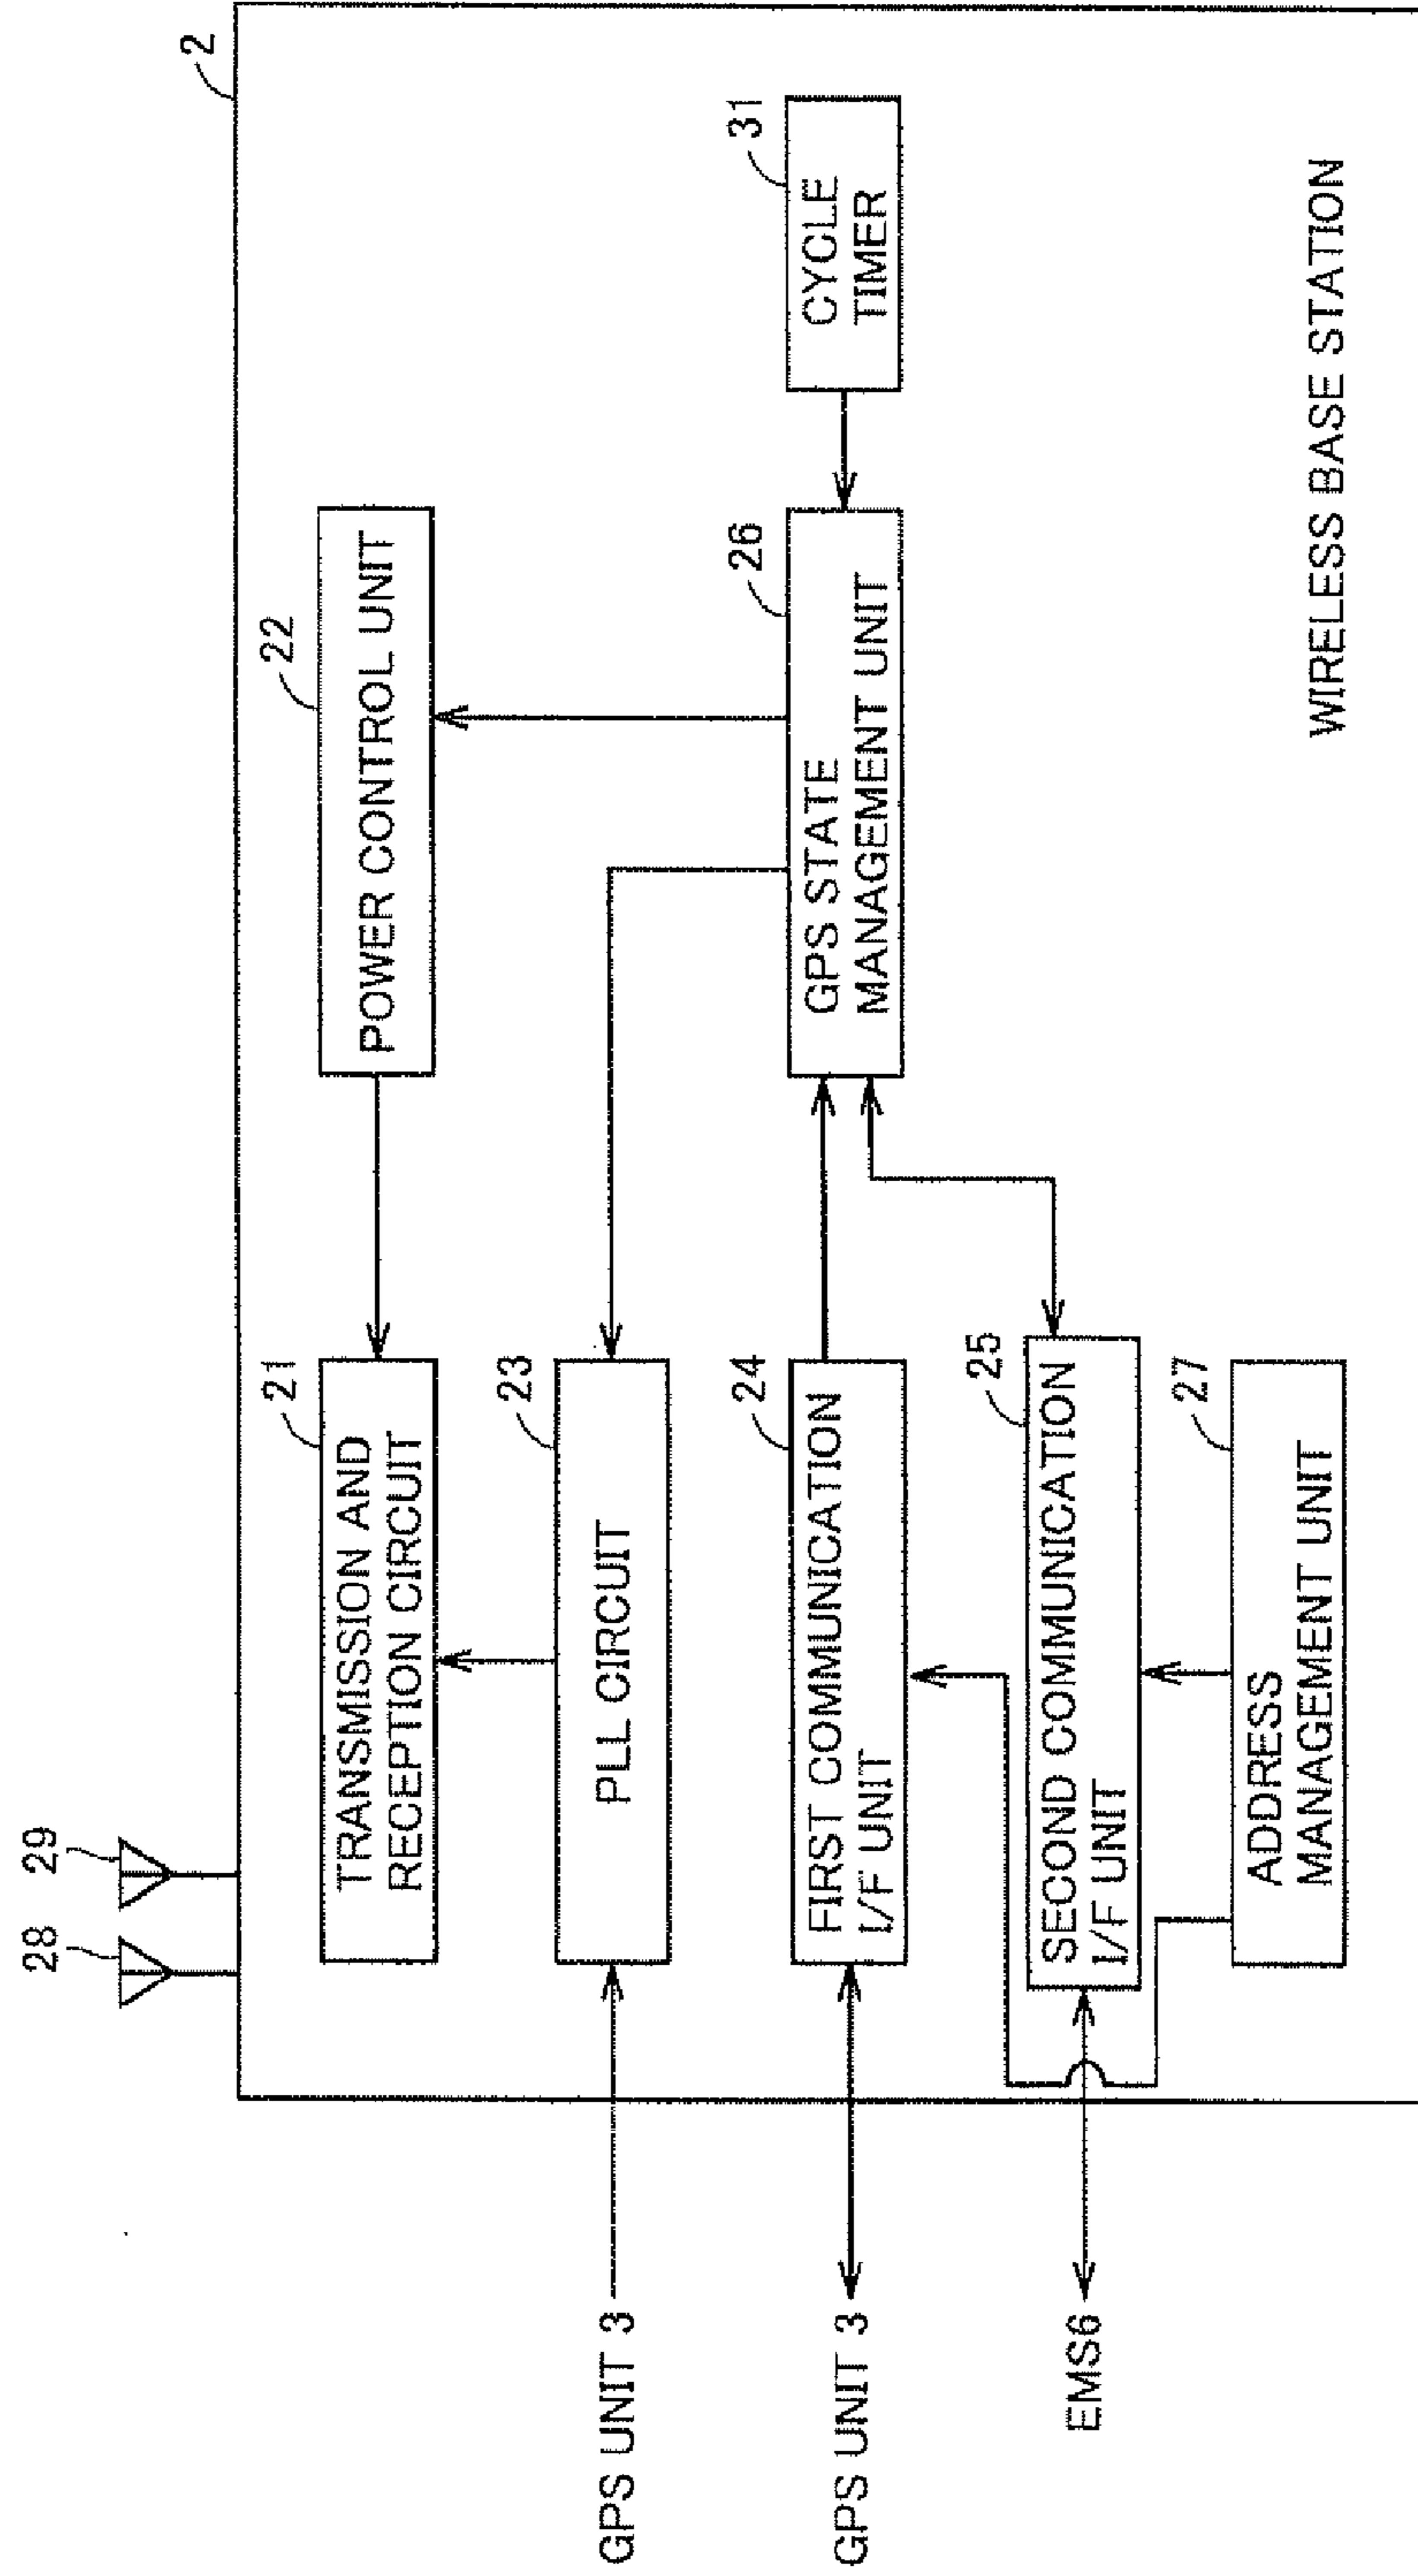 2
28
29
21
TRANSMISSION AND
RECEPTION CIRCUIT
22
POWER CONTROL UNIT
GPS UNIT 3
23
PLL CIRCUIT
GPS UNIT 3
24
FIRST COMMUNICATION
I/F UNIT
26
GPS STATE
MANAGEMENT UNIT
31
CYCLE
TIMER
EMS6
25
SECOND COMMUNICATION
I/F UNIT
27
ADDRESS
MANAGEMENT UNIT
WIRELESS BASE STATION